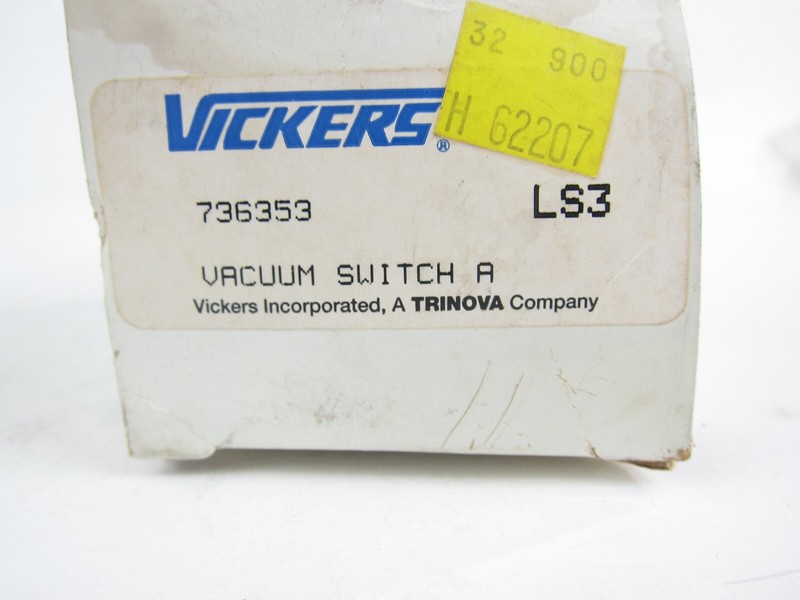 32 900
H 62207
VICKERS®
736353 LS3
VACUUM SWITCH A
Vickers Incorporated, A TRINOVA Company